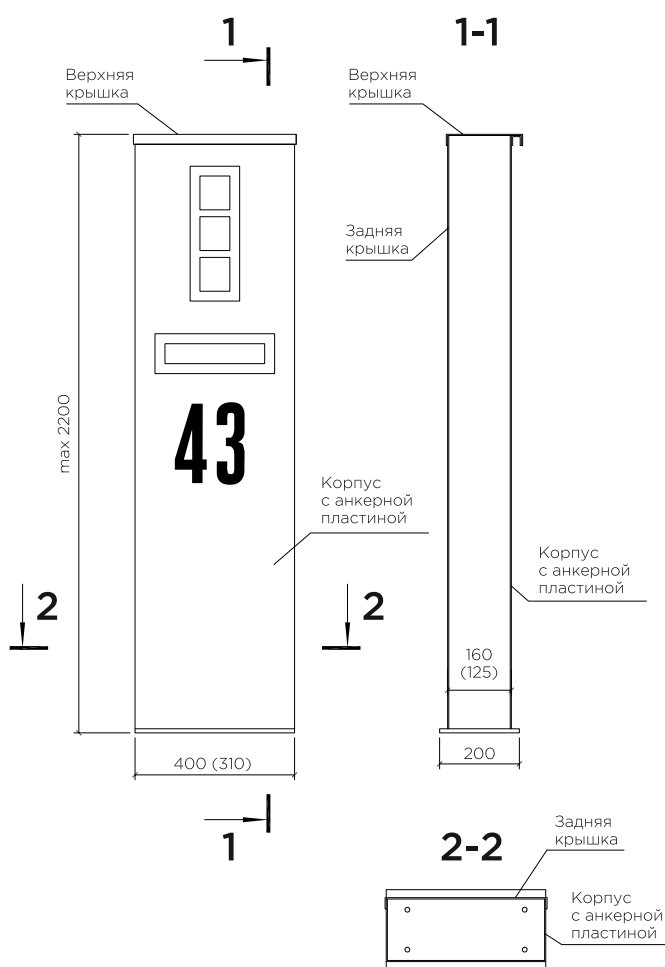 1
1-1
Верхняя
крышка
Верхняя
крышка
Задняя
крышка
max 2200
43
Корпус
с анкерной
пластиной
Корпус
с анкерной
пластиной
2
2
160
(125)
400 (310)
200
1
2-2
Задняя
крышка
Корпус
с анкерной
пластиной